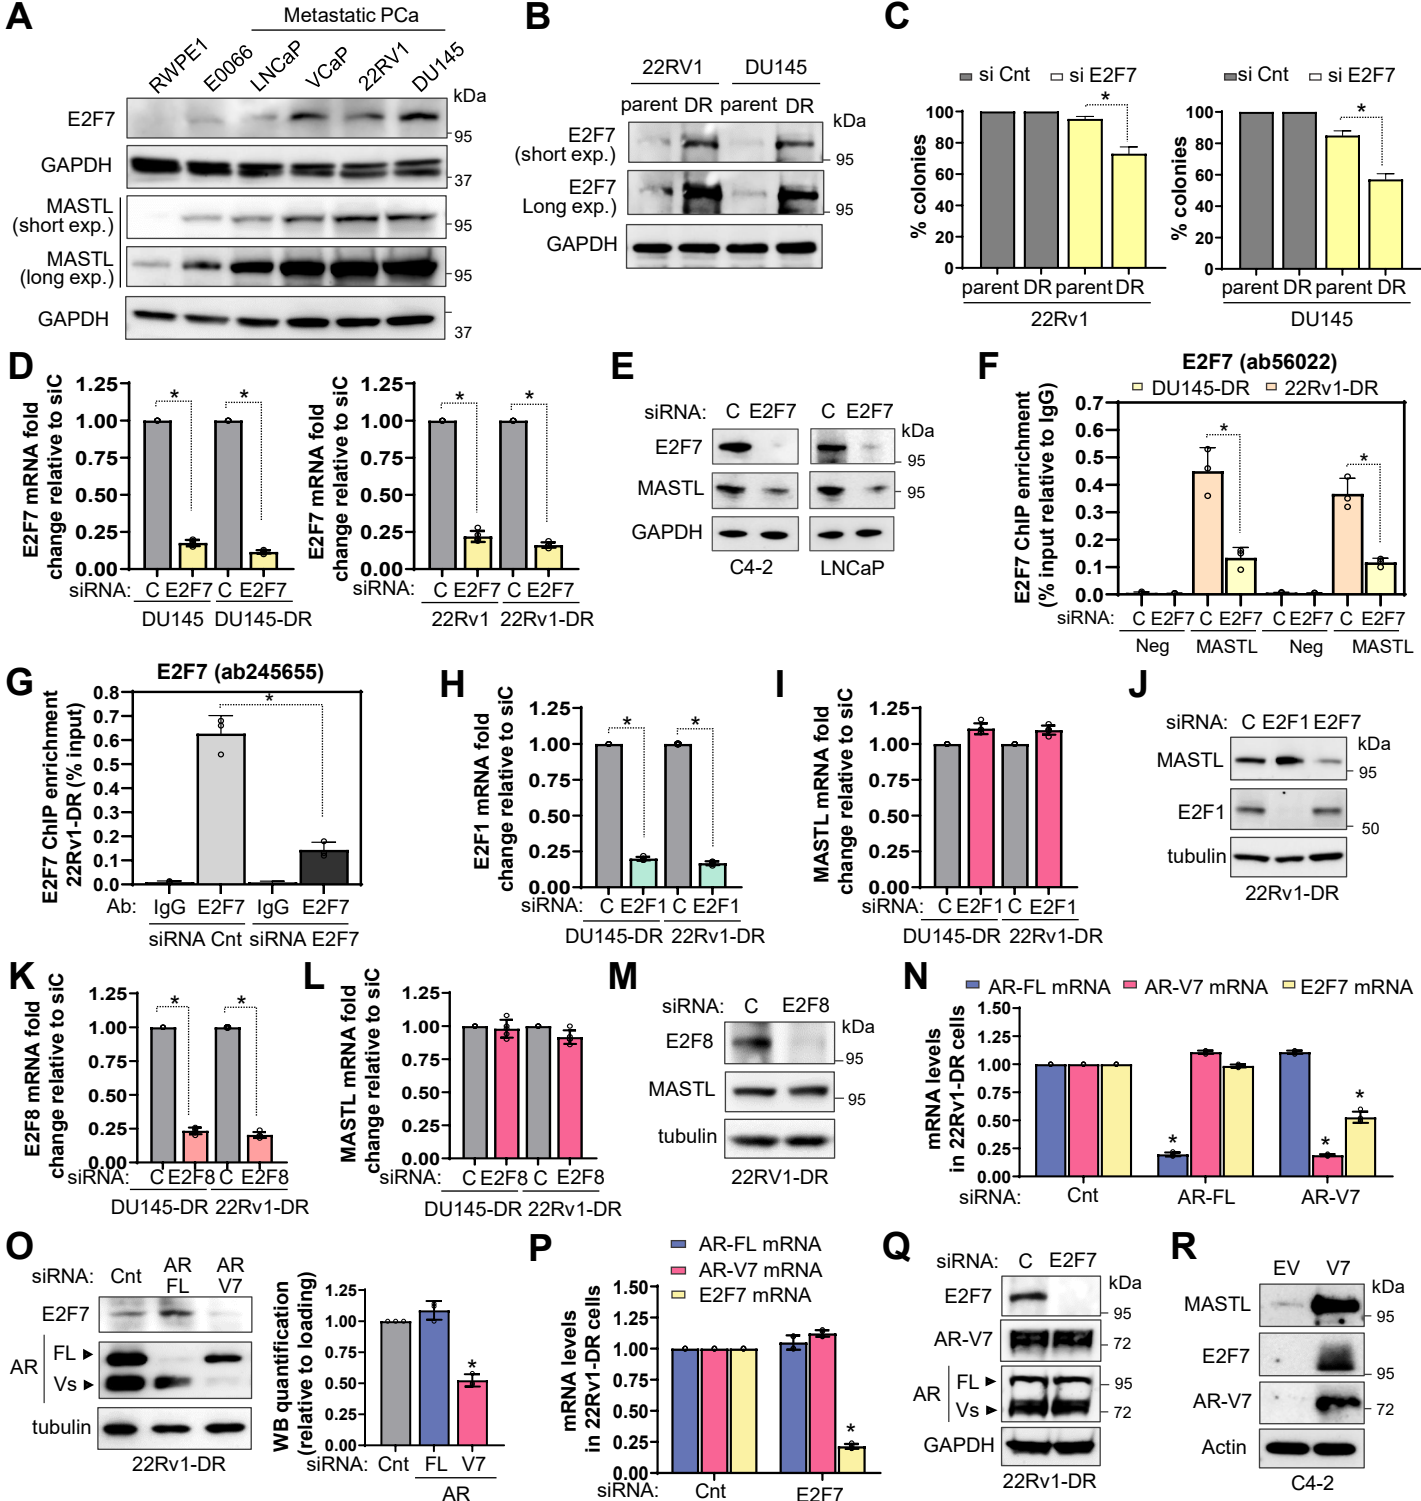 A
Metastatic PCa
RWPE1
E0066
LNCaP
VCaP
22RV1
DU145
kDa
E2F7
95
GAPDH
37
MASTL
(short exp.)
95
MASTL
(long exp.)
95
GAPDH
37
B
22RV1 DU145
parent DR parent DR
kDa
E2F7
(short exp.)
95
E2F7
Long exp.)
95
GAPDH
C
si Cnt si E2F7
% colonies
100
80
60
40
20
0
*
parent DR parent DR
22Rv1
si Cnt si E2F7
% colonies
100
80
60
40
20
0
*
parent DR parent DR
DU145
D
E2F7 mRNA fold
change relative to siC
1.25
1.00
0.75
0.50
0.25
0.00
* *
siRNA: C E2F7 C E2F7
DU145 DU145-DR
E2F7 mRNA fold
change relative to siC
1.25
1.00
0.75
0.50
0.25
0.00
* *
siRNA: C E2F7 C E2F7
22Rv1 22Rv1-DR
E
siRNA: C E2F7 C E2F7
kDa
E2F7
95
MASTL
95
GAPDH
C4-2 LNCaP
F
E2F7 (ab56022)
DU145-DR 22Rv1-DR
E2F7 ChIP enrichment
(% input relative to IgG)
0.7
0.6
0.5
0.4
0.3
0.2
0.1
0.0
* *
siRNA: C E2F7 C E2F7 C E2F7 C E2F7
Neg MASTL Neg MASTL
G
E2F7 (ab245655)
E2F7 ChIP enrichment
22Rv1-DR (% input)
0.8
0.7
0.6
0.5
0.4
0.3
0.2
0.1
0.0
*
Ab: IgG E2F7 IgG E2F7
siRNA Cnt siRNA E2F7
H
E2F1 mRNA fold
change relative to siC
1.25
1.00
0.75
0.50
0.25
0.00
* *
siRNA: C E2F1 C E2F1
DU145-DR 22Rv1-DR
I
MASTL mRNA fold
change relative to siC
1.25
1.00
0.75
0.50
0.25
0.00
siRNA: C E2F1 C E2F1
DU145-DR 22Rv1-DR
J
siRNA: C E2F1 E2F7
kDa
MASTL
95
E2F1
50
tubulin
22Rv1-DR
K
E2F8 mRNA fold
change relative to siC
1.25
1.00
0.75
0.50
0.25
0.00
* *
siRNA: C E2F8 C E2F8
DU145-DR 22Rv1-DR
L
MASTL mRNA fold
change relative to siC
1.25
1.00
0.75
0.50
0.25
0.00
siRNA: C E2F8 C E2F8
DU145-DR 22Rv1-DR
M
siRNA: C E2F8
kDa
E2F8
95
MASTL
95
tubulin
22RV1-DR
N
AR-FL mRNA AR-V7 mRNA E2F7 mRNA
mRNA levels
in 22Rv1-DR cells
1.50
1.25
1.00
0.75
0.50
0.25
0.00
* * *
siRNA: Cnt AR-FL AR-V7
O
siRNA: Cnt AR FL AR V7
E2F7
AR FL
Vs
tubulin
22Rv1-DR
WB quantification
(relative to loading)
1.25
1.00
0.75
0.50
0.25
0.00
*
siRNA: Cnt FL V7
AR
P
AR-FL mRNA
AR-V7 mRNA
E2F7 mRNA
mRNA levels
in 22Rv1-DR cells
1.50
1.25
1.00
0.75
0.50
0.25
0.00
*
siRNA: Cnt E2F7
Q
siRNA: C E2F7
kDa
E2F7
95
AR-V7
72
AR FL
95
Vs
72
GAPDH
22Rv1-DR
R
EV V7
kDa
MASTL
95
E2F7
95
AR-V7
72
Actin
C4-2